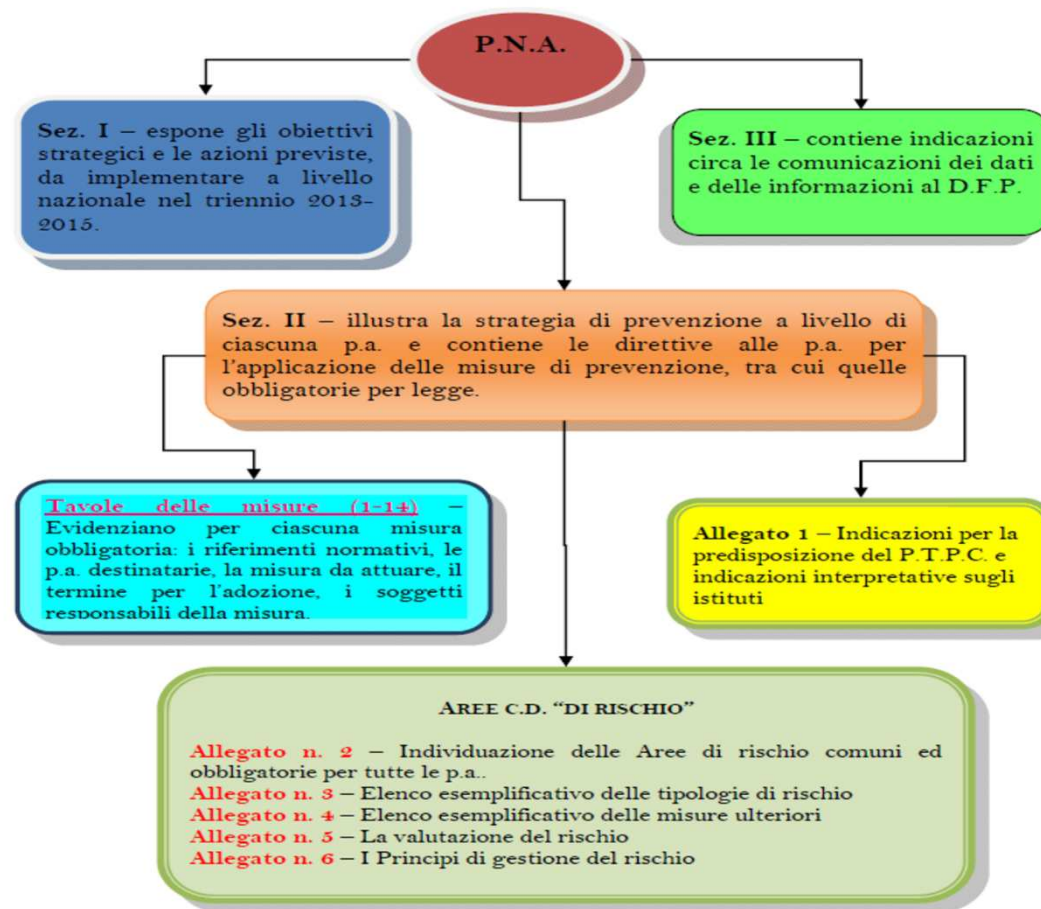 P.N.A.
Sez. I – espone gli obiettivi
strategici e le azioni previste,
da implementare a livello
nazionale nel triennio 2013-
2015.
Sez. III – contiene indicazioni
circa le comunicazioni dei dati
e delle informazioni al D.F.P.
Sez. II – illustra la strategia di prevenzione a livello di
ciascuna p.a. e contiene le direttive alle p.a. per
l'applicazione delle misure di prevenzione, tra cui quelle
obbligatorie per legge.
Tavole delle misure (1-14) –
Evidenziano per ciascuna misura
obbligatoria: i riferimenti normativi, le
p.a. destinatarie, la misura da attuare, il
termine per l'adozione, i soggetti
responsabili della misura.
Allegato 1 – Indicazioni per la
predisposizione del P.T.P.C. e
indicazioni interpretative sugli
istituti
AREE C.D. "DI RISCHIO"
Allegato n. 2 – Individuazione delle Aree di rischio comuni ed
obbligatorie per tutte le p.a..
Allegato n. 3 – Elenco esemplificativo delle tipologie di rischio
Allegato n. 4 – Elenco esemplificativo delle misure ulteriori
Allegato n. 5 – La valutazione del rischio
Allegato n. 6 – I Principi di gestione del rischio